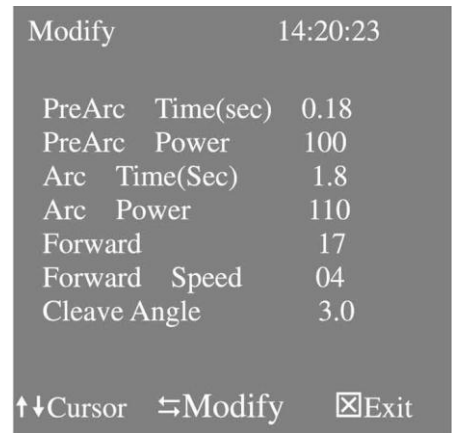 Modify 14:20:23
PreArc Time(sec) 0.18
PreArc Power 100
Arc Time(Sec) 1.8
Arc Power 110
Forward 17
Forward Speed 04
Cleave Angle 3.0
↑↓Cursor ⇆Modify ☒Exit